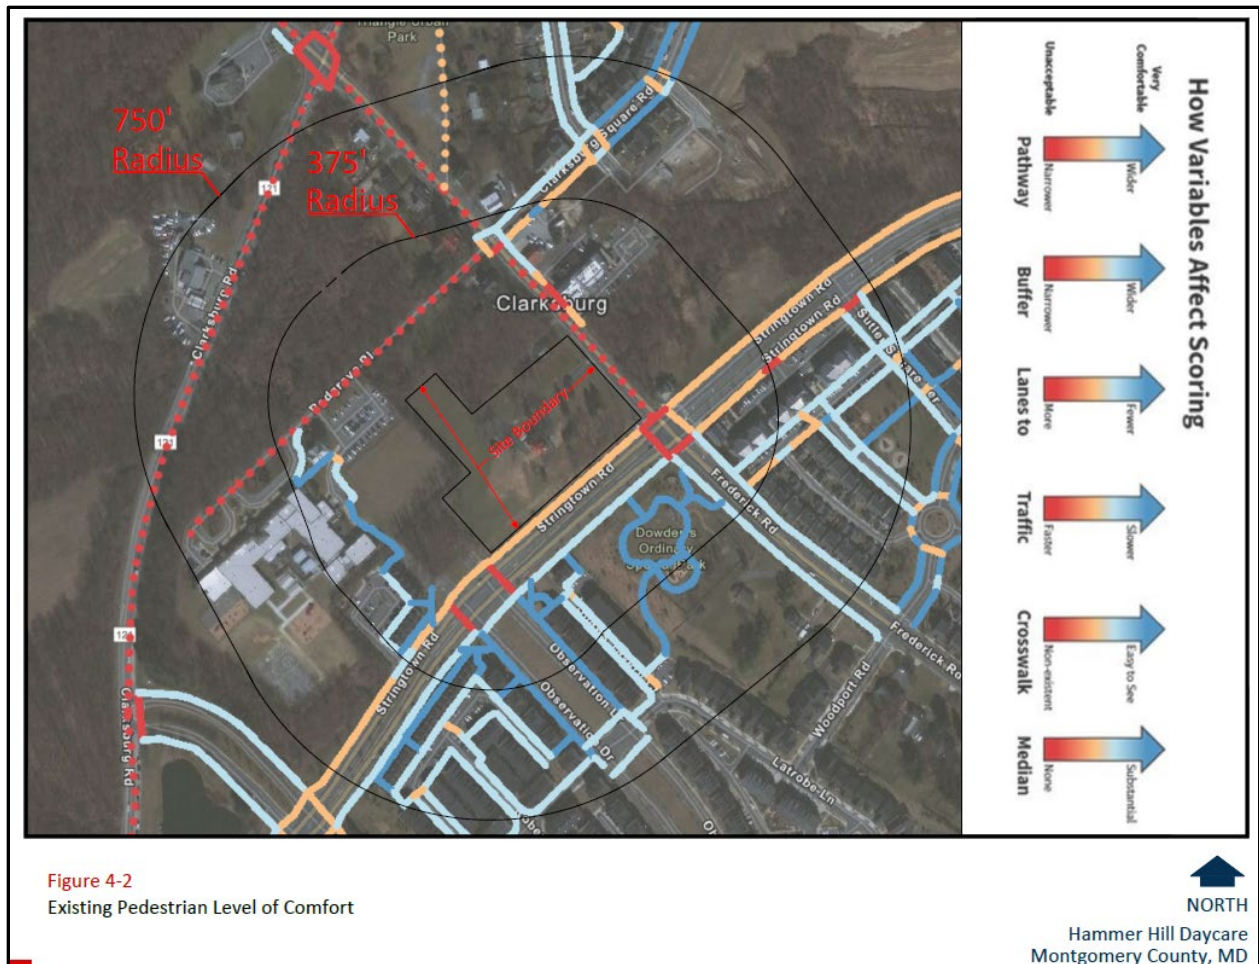 Triangle Urban
Park
750'
Radius
375'
Radius
121
Clarksburg Square Rd
Clarksburg Rd
Redgrave Pl
Clarksburg
Stringtown Rd
Stringtown Rd
Site Boundary
Stringtown Rd
Frederick Rd
Dowden's
Ordinary
121
121
Stringtown Rd
Observation
Observation Dr
Woodport Rd
Frederick Rd
Latrobe Ln
Clarksburg Rd
How Variables Affect Scoring
Very
Comfortable
Unacceptable
Pathway
Wider
Narrower
Buffer
Wider
Narrower
Lanes to
Fewer
More
Traffic
Slower
Faster
Crosswalk
Easy to See
Non-existent
Median
Substantial
None
Figure 4-2
Existing Pedestrian Level of Comfort
NORTH
Hammer Hill Daycare
Montgomery County, MD